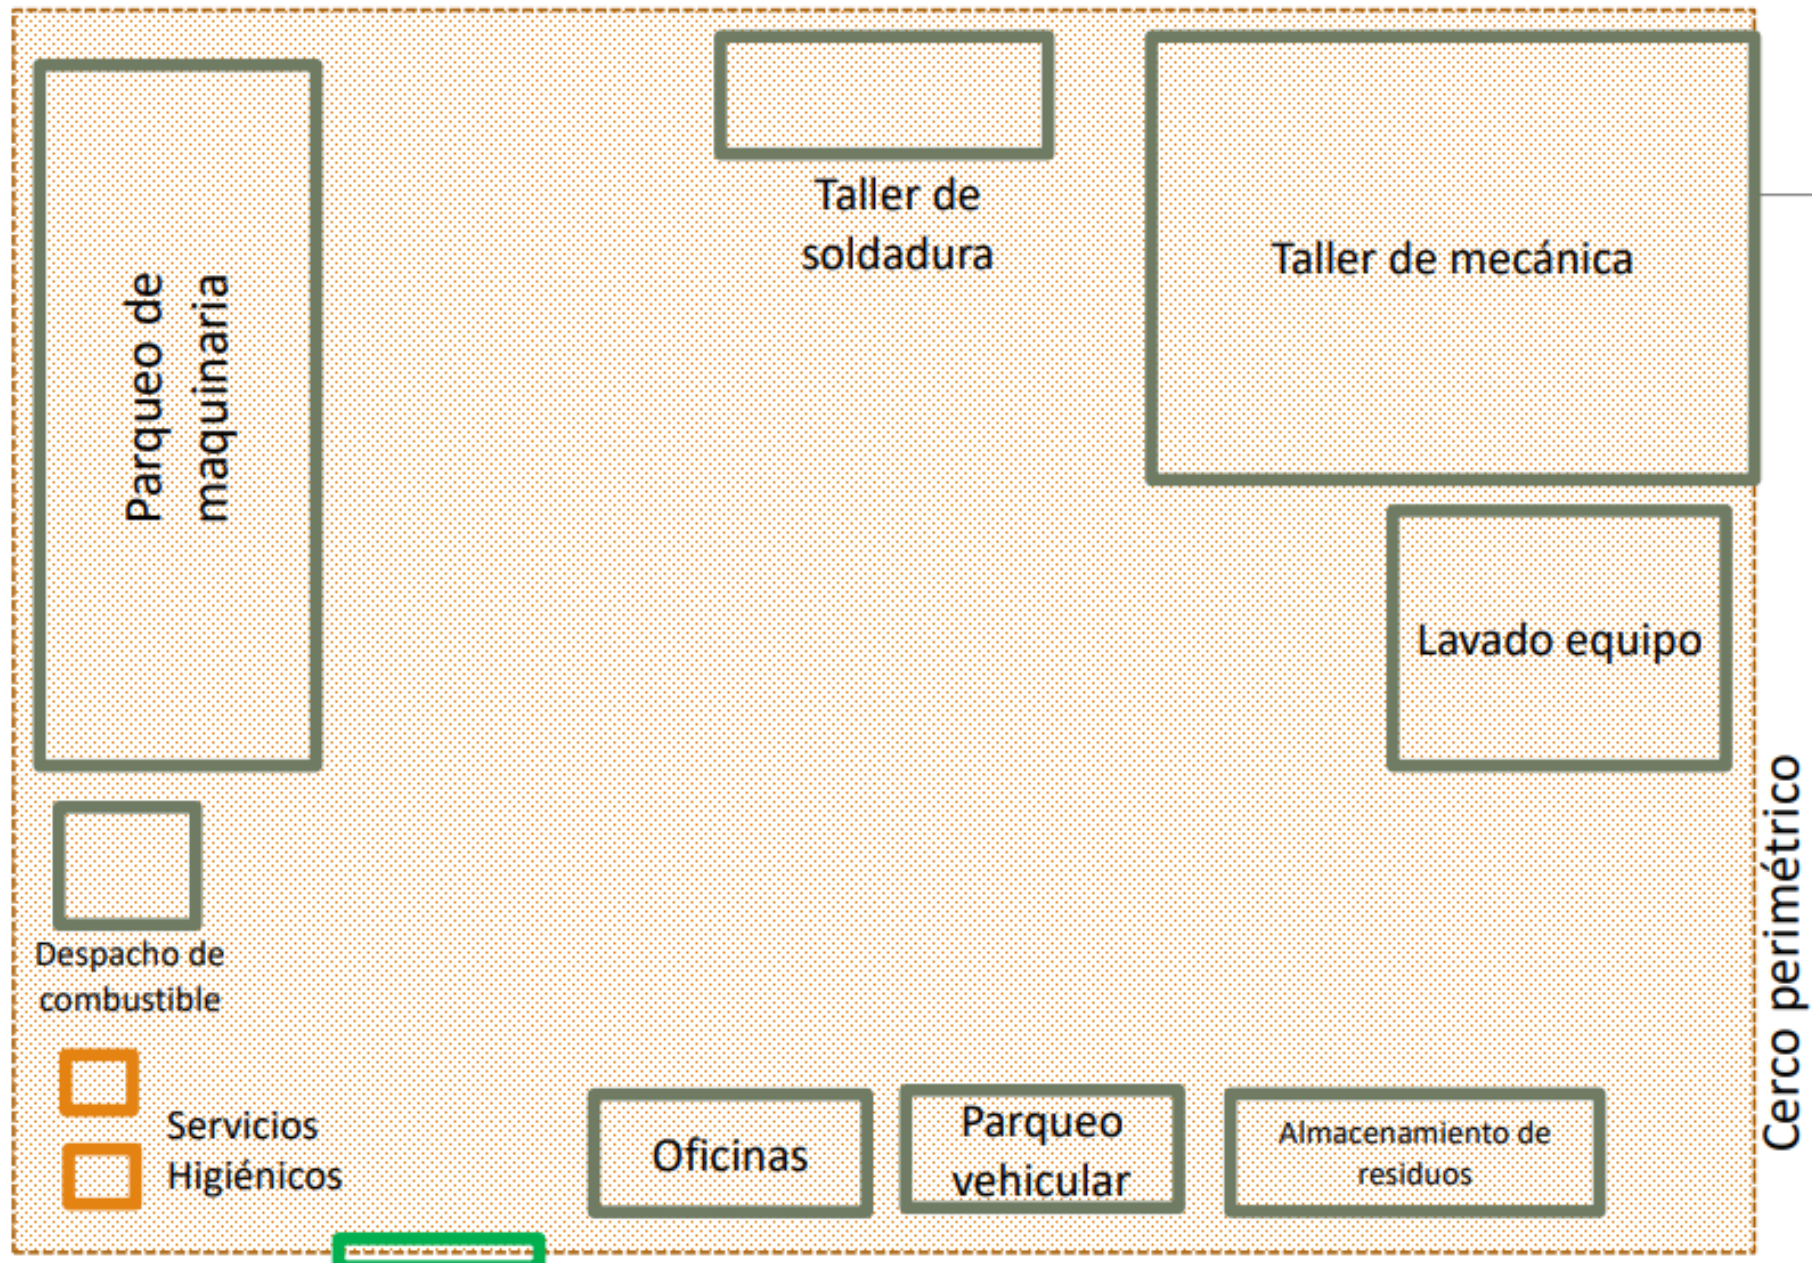 Taller de
soldadura
Taller de mecánica
Parqueo de
maquinaria
Lavado equipo
Despacho de
combustible
Cerco perimétrico
Servicios
Higiénicos
Oficinas
Parqueo
vehicular
Almacenamiento de
residuos